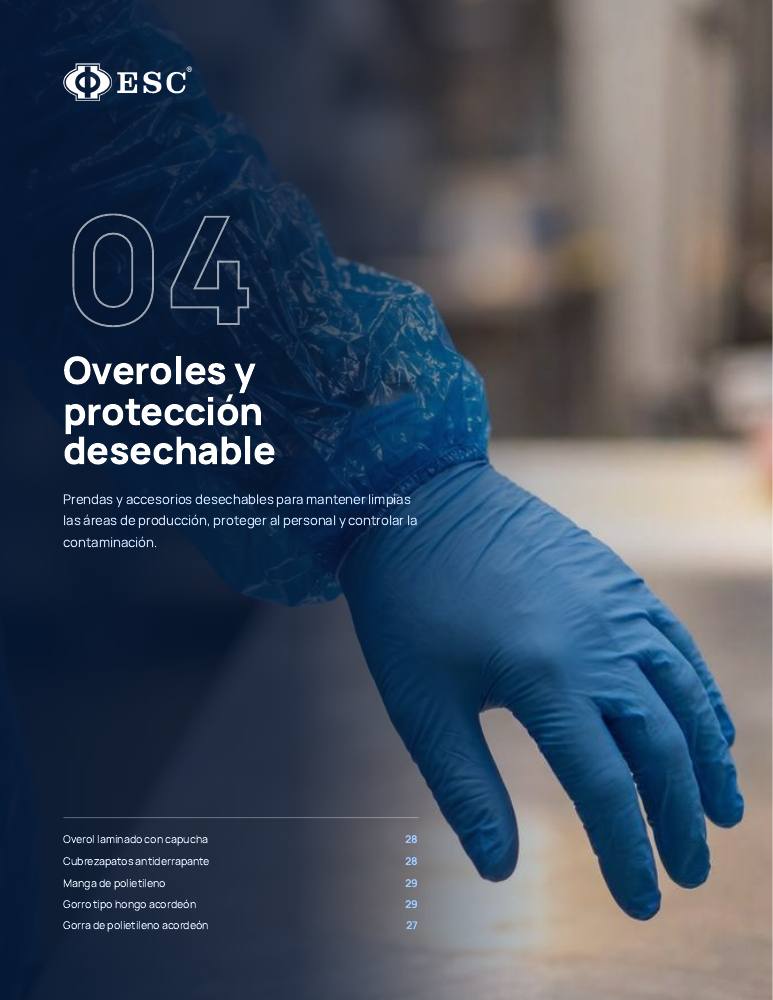 ESC®
04
Overoles y
protección
desechable
Prendas y accesorios desechables para mantener limpias
las áreas de producción, proteger al personal y controlar la
contaminación.
Overol laminado con capucha 28
Cubrezapatos antiderrapante 28
Manga de polietileno 29
Gorro tipo hongo acordeón 29
Gorra de polietileno acordeón 27